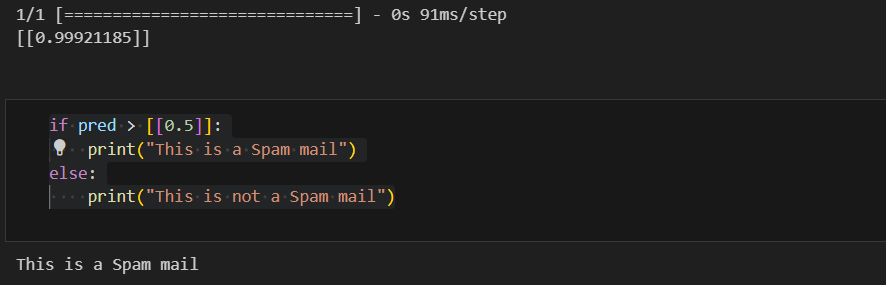 1/1 [==============================] - 0s 91ms/step
[[0.99921185]]
if pred > [[0.5]]:
    print("This is a Spam mail")
else:
    print("This is not a Spam mail")
This is a Spam mail